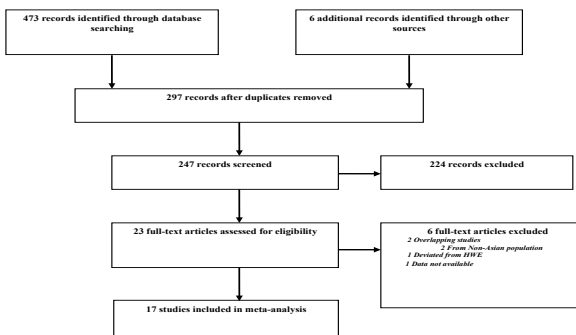 473 records identified through database
searching
6 additional records identified through other
sources
297 records after duplicates removed
247 records screened
224 records excluded
23 full-text articles assessed for eligibility
6 full-text articles excluded
2 Overlapping studies
2 From Non-Asian population
1 Deviated from HWE
1 Data not available
17 studies included in meta-analysis